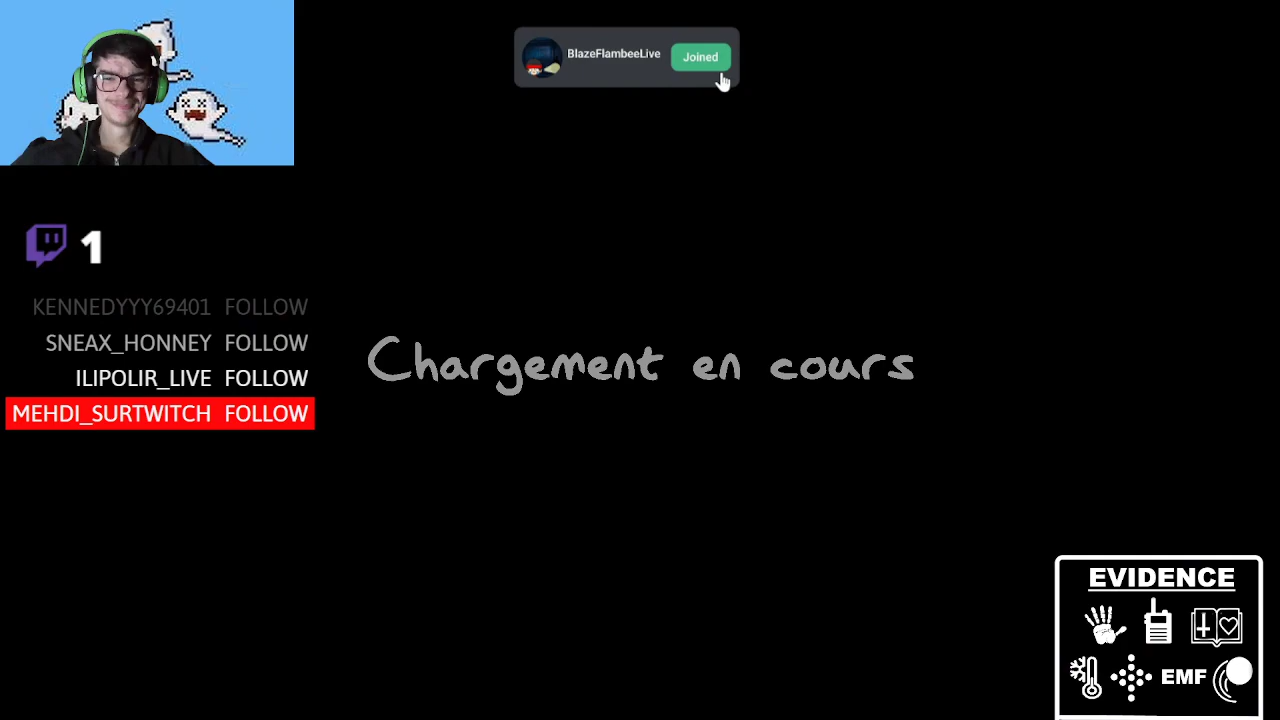 BlazeFlambeeLive Joined
1
KENNEDYYY69401 FOLLOW
SNEAX_HONNEY FOLLOW
ILIPOLIR_LIVE FOLLOW
MEHDI_SURTWITCH FOLLOW
Chargement en cours
EVIDENCE
EMF